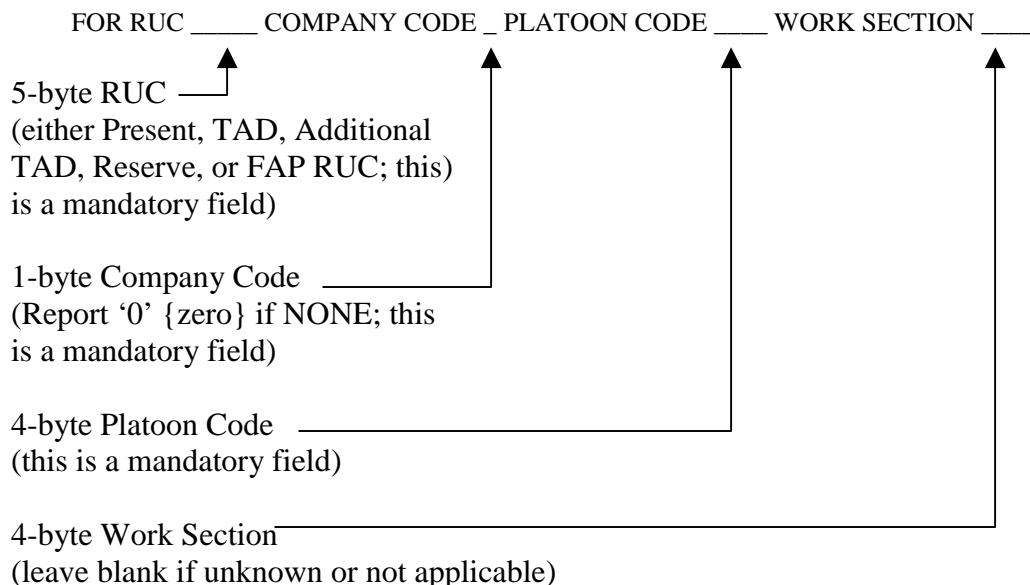 FOR RUC _____ COMPANY CODE _ PLATOON CODE ____ WORK SECTION ____
5-byte RUC
(either Present, TAD, Additional
TAD, Reserve, or FAP RUC; this)
is a mandatory field)
1-byte Company Code
(Report ‘0’ {zero} if NONE; this
is a mandatory field)
4-byte Platoon Code
(this is a mandatory field)
4-byte Work Section
(leave blank if unknown or not applicable)